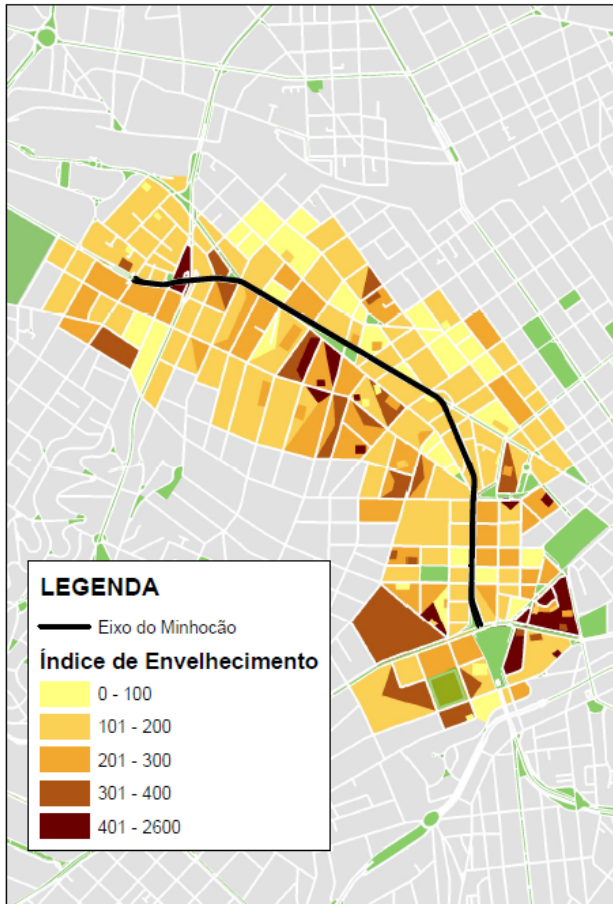 LEGENDA
Eixo do Minhocão
Índice de Envelhecimento
0 - 100
101 - 200
201 - 300
301 - 400
401 - 2600